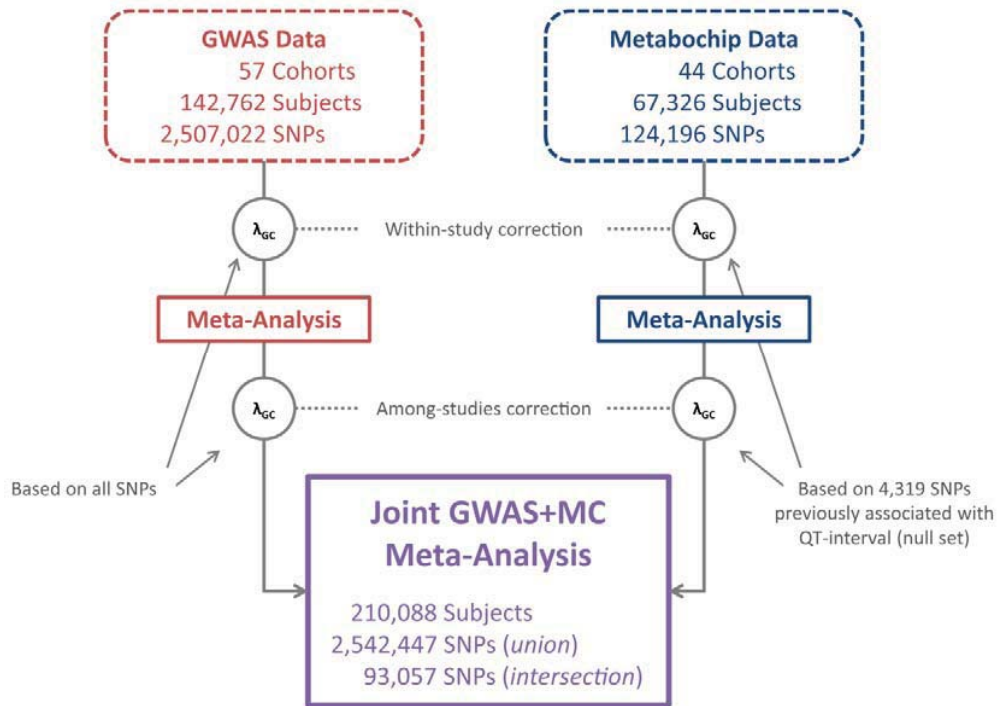 GWAS Data
57 Cohorts
142,762 Subjects
2,507,022 SNPs
Metabochip Data
44 Cohorts
67,326 Subjects
124,196 SNPs
λGC
Within-study correction
λGC
Meta-Analysis
Meta-Analysis
λGC
Among-studies correction
λGC
Based on all SNPs
Based on 4,319 SNPs
previously associated with
QT-interval (null set)
Joint GWAS+MC
Meta-Analysis
210,088 Subjects
2,542,447 SNPs (union)
93,057 SNPs (intersection)